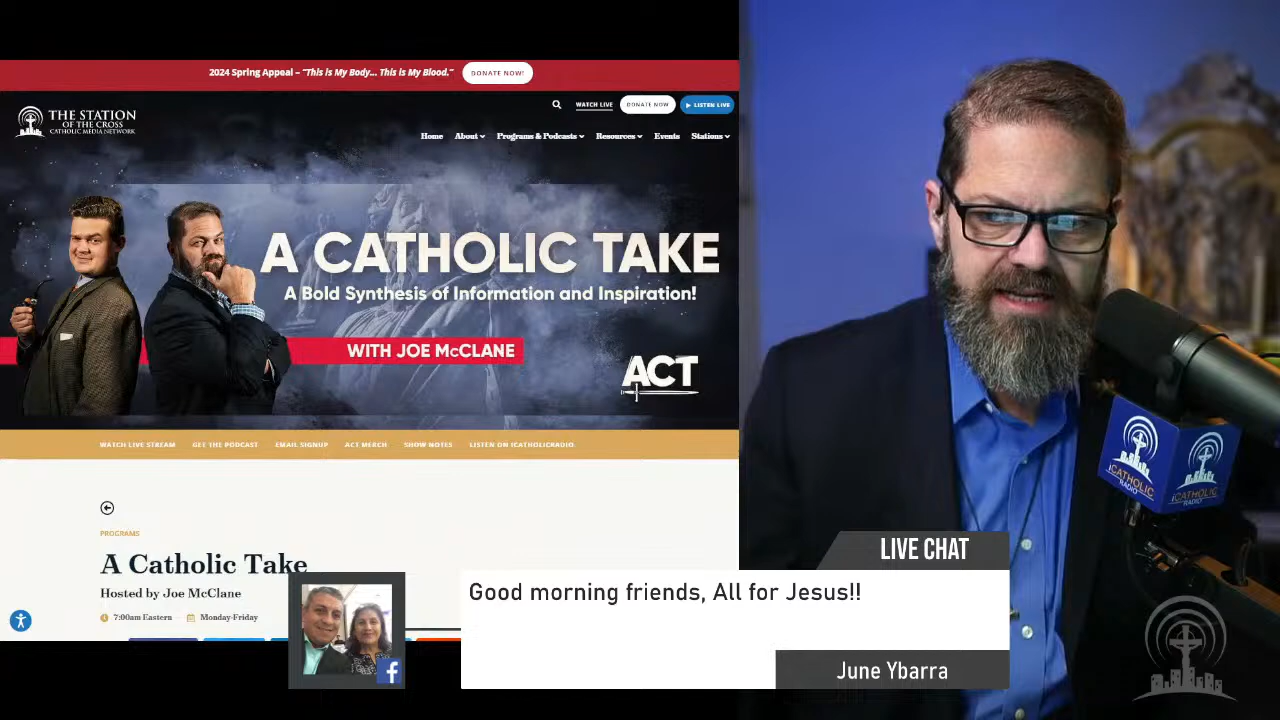 2024 Spring Appeal – "This is My Body... This is My Blood."
DONATE NOW!
THE STATION
OF THE CROSS
CATHOLIC MEDIA NETWORK
WATCH LIVE
DONATE NOW
LISTEN LIVE
Home
About
Programs & Podcasts
Resources
Events
Stations
A CATHOLIC TAKE
A Bold Synthesis of Information and Inspiration!
WITH JOE McCLANE
ACT
WATCH LIVE STREAM
GET THE PODCAST
EMAIL SIGNUP
ACT MERCH
SHOW NOTES
LISTEN ON ICATHOLICRADIO
PROGRAMS
A Catholic Take
Hosted by Joe McClane
7:00am Eastern
Monday-Friday
iCATHOLIC
RADIO
iCATHOLIC
RADIO
LIVE CHAT
Good morning friends, All for Jesus!!
June Ybarra
f